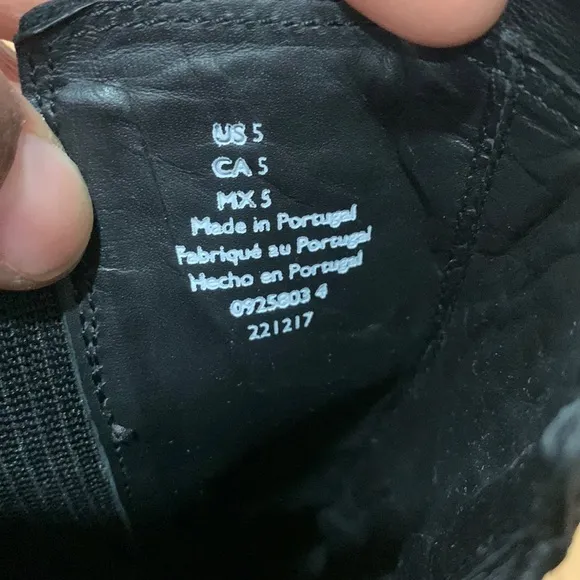 US 5
CA 5
MX 5
Made in Portugal
Fabriqué au Portugal
Hecho en Portugal
0925803 4
221217